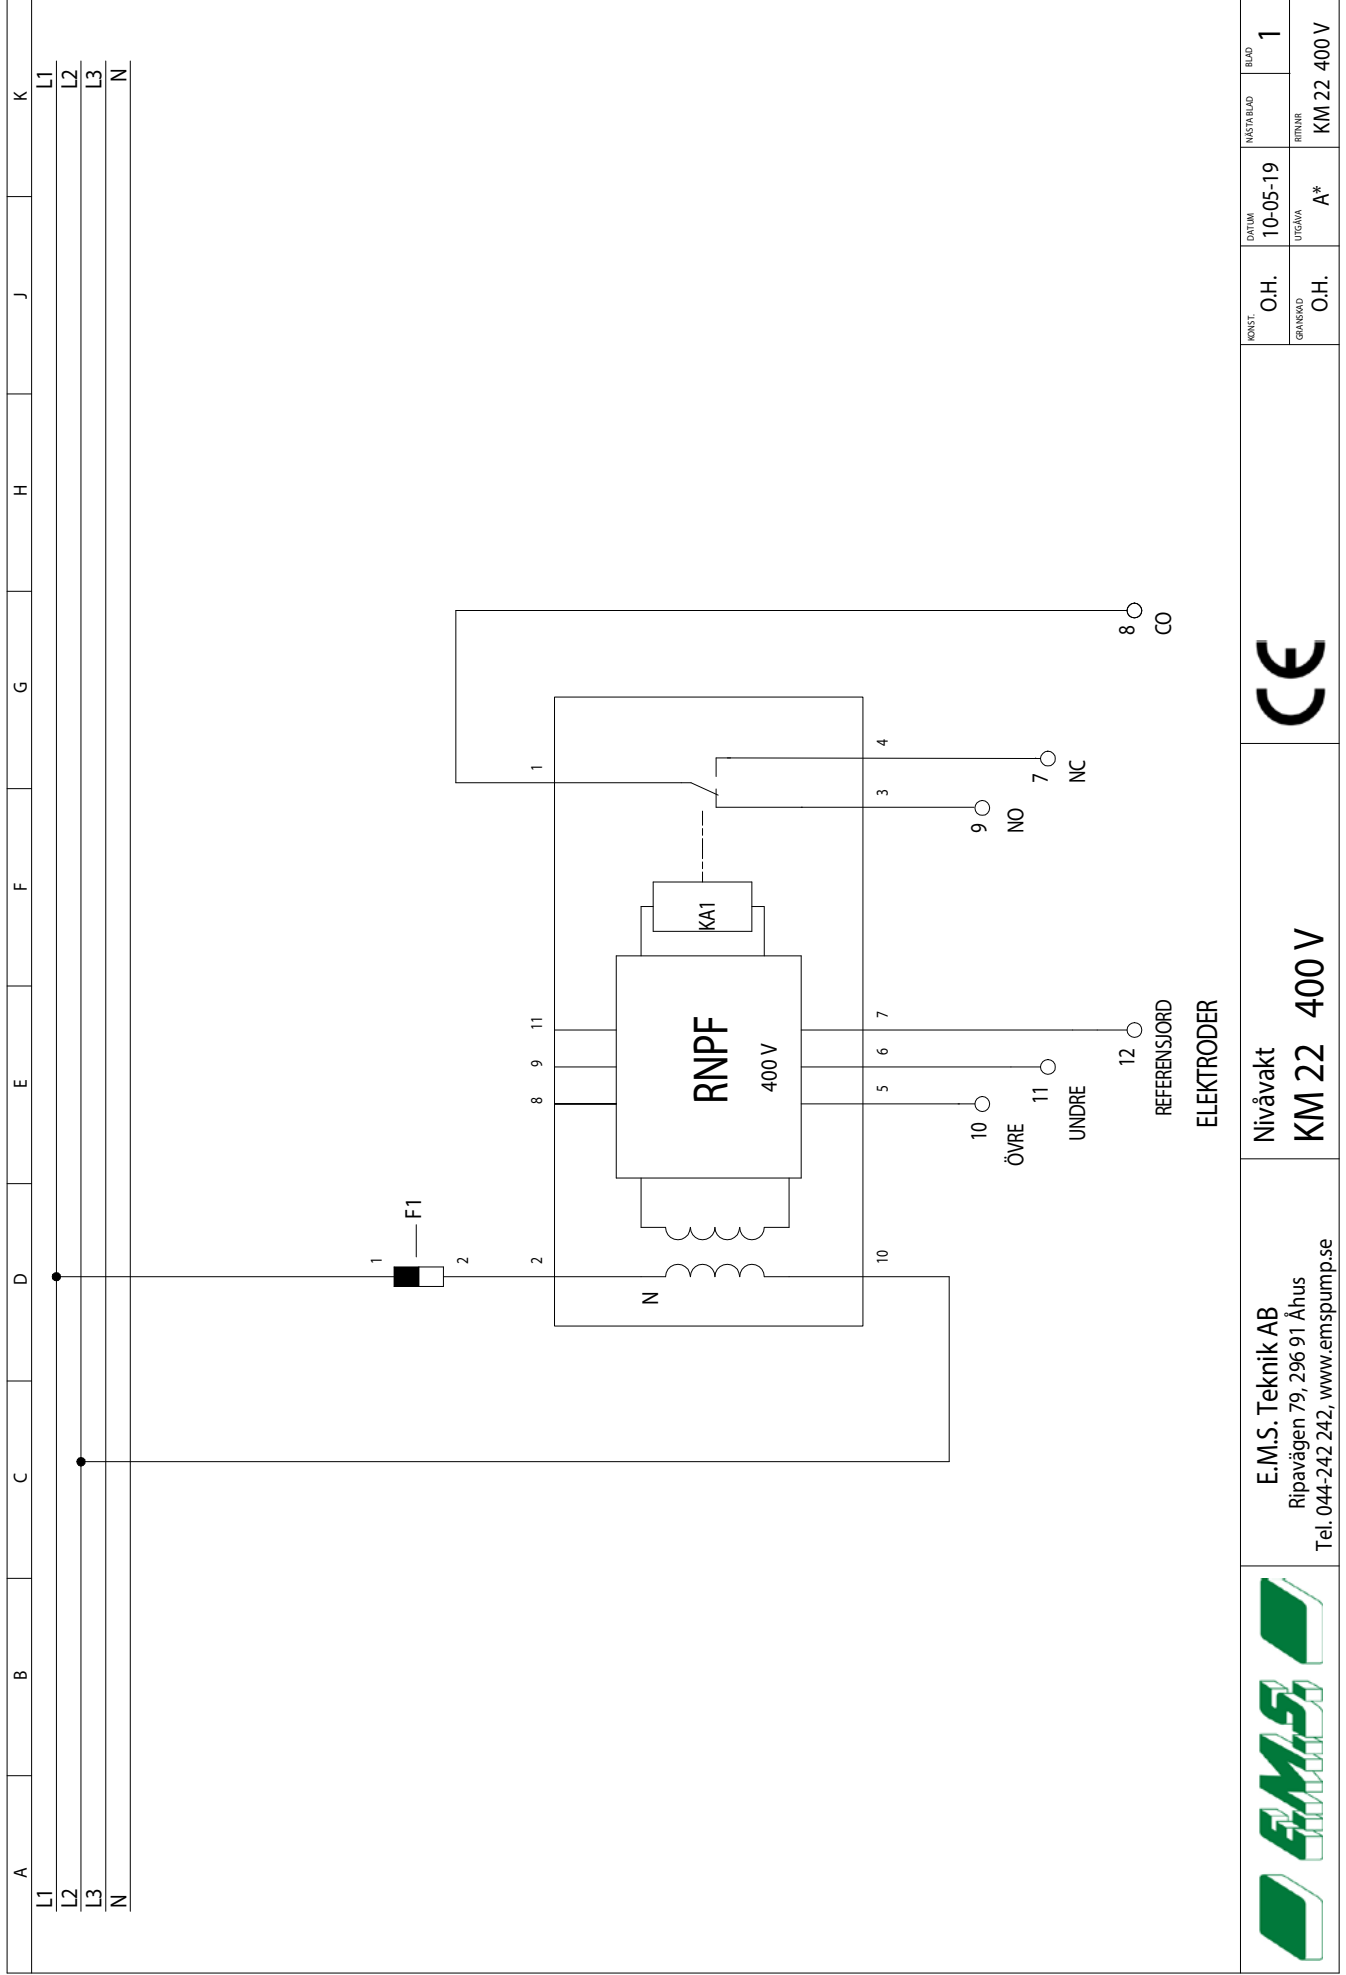 A B C D E F G H J K
L1 L1
L2 L2
L3 L3
N N
1
F1
2
2
8 9 11
1
N
RNPF
400 V
KA1
10
5 6 7
3 4
10
ÖVRE
11
UNDRE
12
REFERENSJORD
ELEKTRODER
9
NO
7
NC
8
CO
E.M.S.
E.M.S. Teknik AB
Ripavägen 79, 296 91 Åhus
Tel. 044-242 242, www.emspump.se
Nivåvakt
KM 22 400 V
CE
KONST.
O.H.
DATUM
10-05-19
NÄSTA BLAD
BLAD
1
GRANSKAD
O.H.
UTGÅVA
A*
RITN.NR
KM 22 400 V